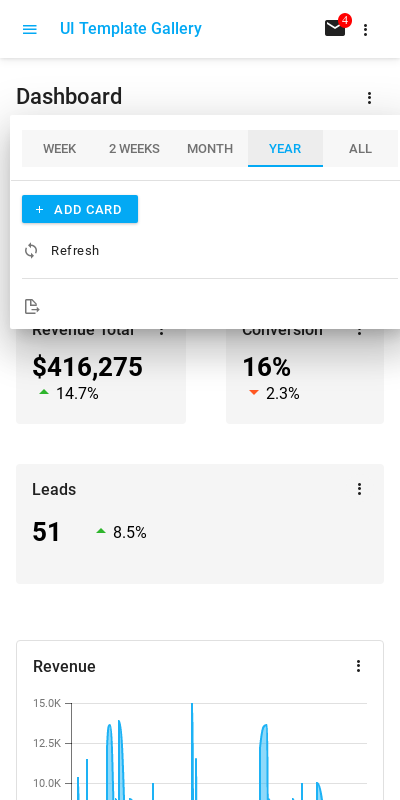 UI Template Gallery
4
Dashboard
WEEK 2 WEEKS MONTH YEAR ALL
ADD CARD
Refresh
Revenue Total Conversion
$416,275 16%
14.7% 2.3%
Leads
51 8.5%
Revenue
15.0K
12.5K
10.0K